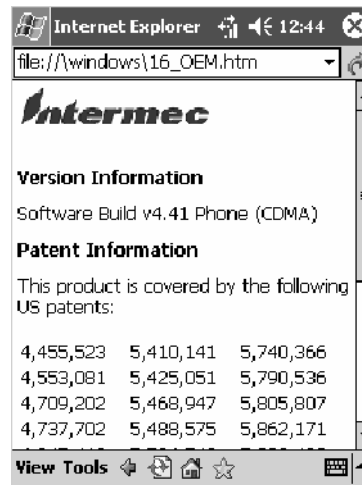 Internet Explorer 12:44
file://\windows\16_OEM.htm
Intermec
Version Information
Software Build v4.41 Phone (CDMA)
Patent Information
This product is covered by the following
US patents:
4,455,523 5,410,141 5,740,366
4,553,081 5,425,051 5,790,536
4,709,202 5,468,947 5,805,807
4,737,702 5,488,575 5,862,171
View Tools